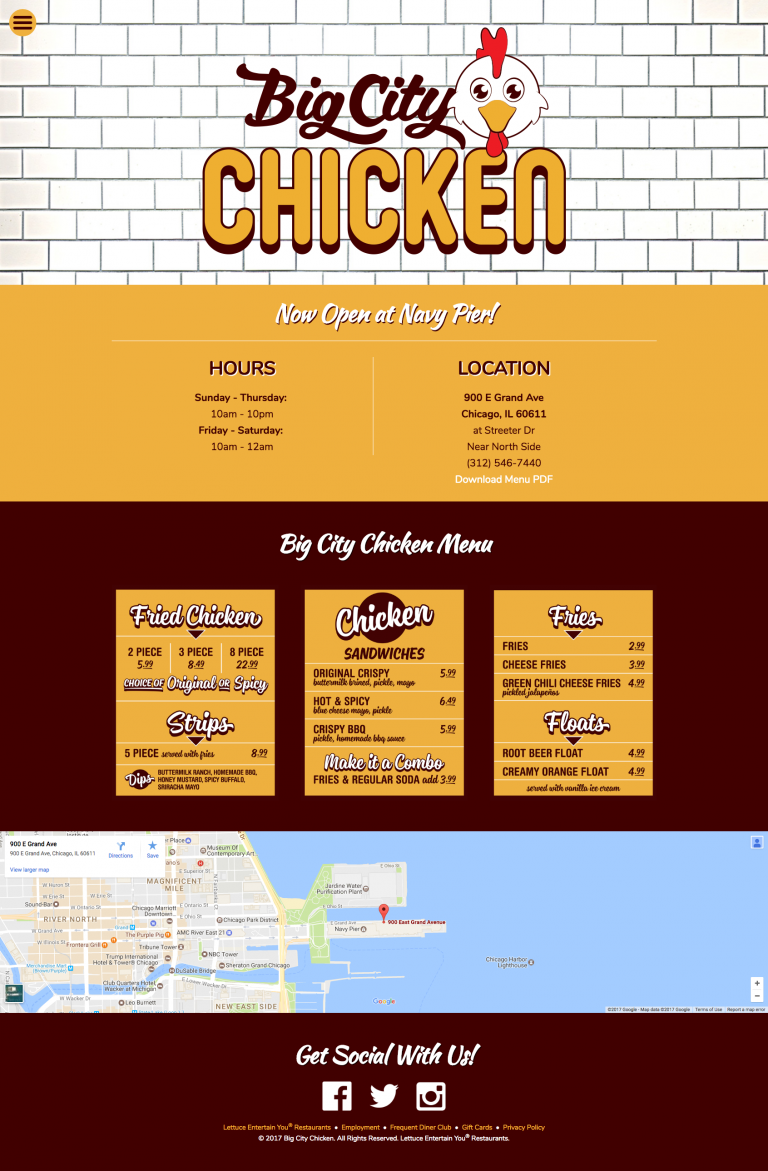 Big City
CHICKEN
Now Open at Navy Pier!
HOURS
Sunday - Thursday:
10am - 10pm
Friday - Saturday:
10am - 12am
LOCATION
900 E Grand Ave
Chicago, IL 60611
at Streeter Dr
Near North Side
(312) 546-7440
Download Menu PDF
Big City Chicken Menu
Fried Chicken
2 PIECE 3 PIECE 8 PIECE
5.99 8.49 22.99
CHOICE OF Original OR Spicy
Strips
5 PIECE served with fries 8.99
Dips BUTTERMILK RANCH, HOMEMADE BBQ,
HONEY MUSTARD, SPICY BUFFALO,
SRIRACHA MAYO
Chicken
SANDWICHES
ORIGINAL CRISPY 5.99
buttermilk brined, pickle, mayo
HOT & SPICY 6.49
blue cheese mayo, pickle
CRISPY BBQ 5.99
pickle, homemade bbq sauce
Make it a Combo
FRIES & REGULAR SODA add 3.99
Fries
FRIES 2.99
CHEESE FRIES 3.99
GREEN CHILI CHEESE FRIES 4.99
pickled jalapeños
Floats
ROOT BEER FLOAT 4.99
CREAMY ORANGE FLOAT 4.99
served with vanilla ice cream
900 E Grand Ave
900 E Grand Ave, Chicago, IL 60611
Directions Save
View larger map
Museum Of
Contemporary Art
E Superior St
MAGNIFICENT
MILE
W Huron St
W Erie St
E Erie St
Sound-Bar
E Ontario St
E Ohio St
Jardine Water
Purification Plant
Chicago Marriott
Downtown
E Ohio St
RIVER NORTH
Chicago Park District
E Grand Ave
900 East Grand Avenue
Navy Pier
The Purple Pig
AMC River East 21
W Illinois St
Frontera Grill
Tribune Tower
NBC Tower
Trump International
Hotel & Tower® Chicago
Sheraton Grand Chicago
Chicago Harbor
Lighthouse
Merchandise Mart
(Brown/Purple)
DuSable Bridge
E Lower Wacker Dr
Club Quarters Hotel,
Wacker at Michigan
W Wacker Dr
Leo Burnett
NEW EAST SIDE
Google
©2017 Google - Map data ©2017 Google Terms of Use Report a map error
Get Social With Us!
Lettuce Entertain You® Restaurants • Employment • Frequent Diner Club • Gift Cards • Privacy Policy
© 2017 Big City Chicken. All Rights Reserved. Lettuce Entertain You® Restaurants.